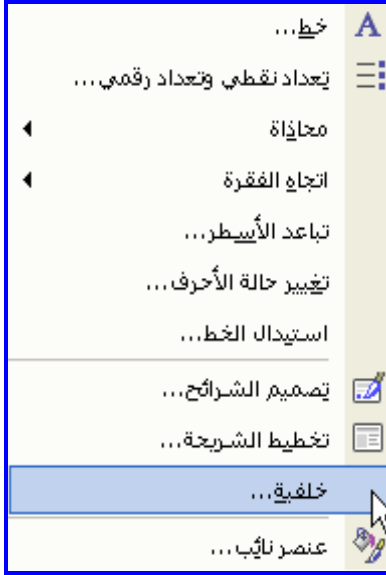 خط...
تعداد نقطي وتعداد رقمي...
محاذاة
اتجاه الفقرة
تباعد الأسطر...
تغيير حالة الأحرف...
استبدال الخط...
تصميم الشرائح...
تخطيط الشريحة...
خلفية...
عنصر نائب...